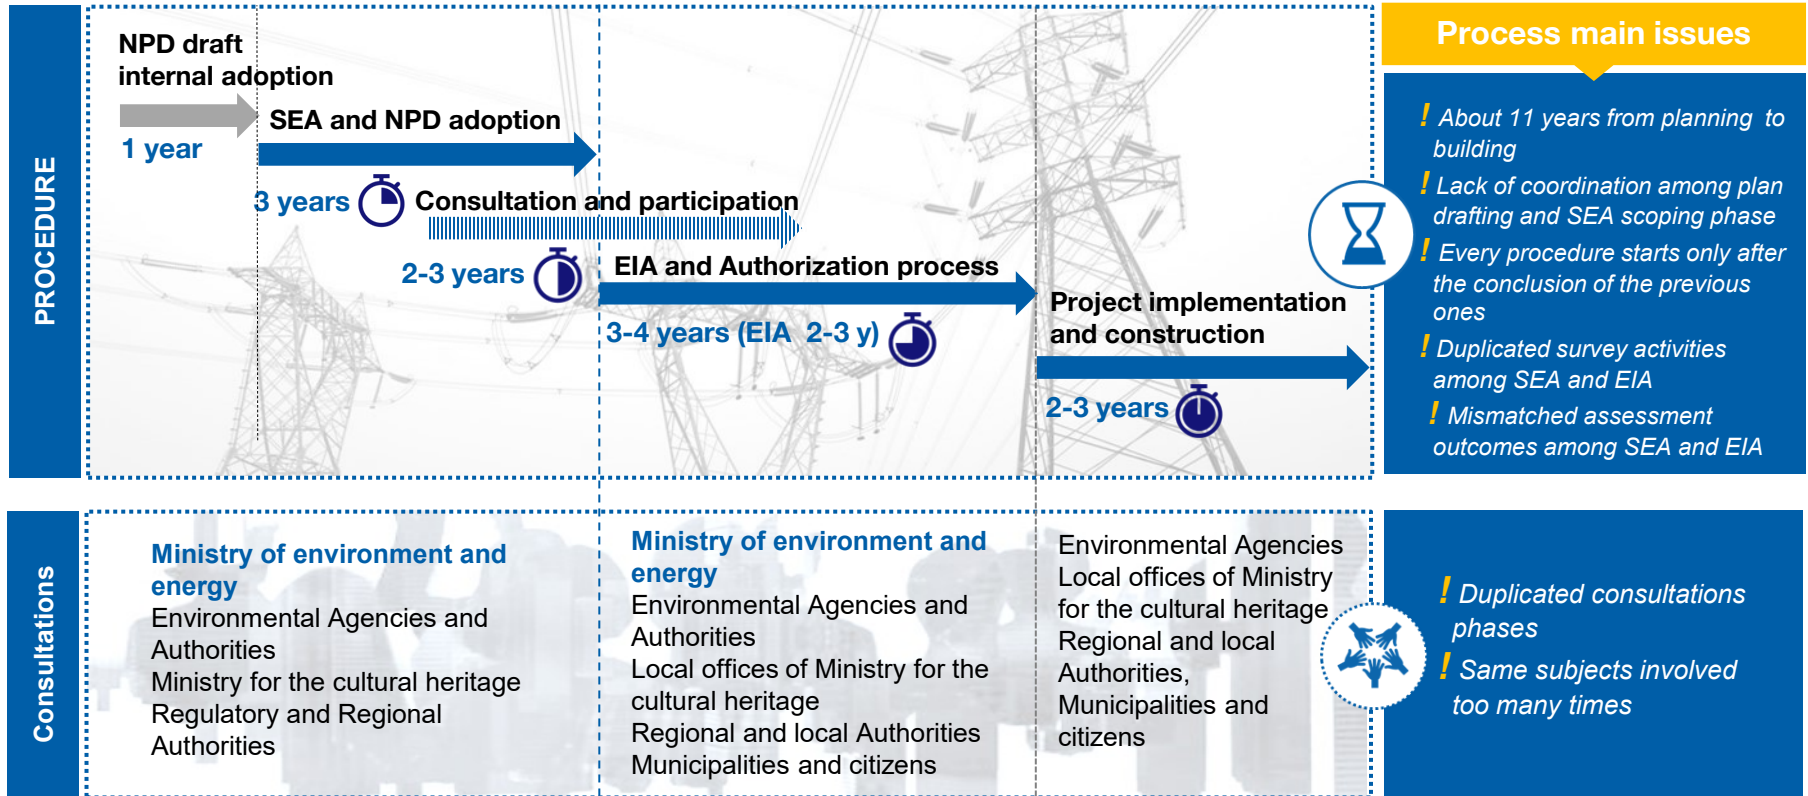 PROCEDURE
NPD draft
internal adoption
1 year
SEA and NPD adoption
3 years
Consultation and participation
2-3 years
EIA and Authorization process
3-4 years (EIA 2-3 y)
Project implementation
and construction
2-3 years
Process main issues
! About 11 years from planning to
building
! Lack of coordination among plan
drafting and SEA scoping phase
! Every procedure starts only after
the conclusion of the previous
ones
! Duplicated survey activities
among SEA and EIA
! Mismatched assessment
outcomes among SEA and EIA
Consultations
Ministry of environment and
energy
Environmental Agencies and
Authorities
Ministry for the cultural heritage
Regulatory and Regional
Authorities
Ministry of environment and
energy
Environmental Agencies and
Authorities
Local offices of Ministry for the
cultural heritage
Regional and local Authorities
Municipalities and citizens
Environmental Agencies
Local offices of Ministry
for the cultural heritage
Regional and local
Authorities,
Municipalities and
citizens
! Duplicated consultations
phases
! Same subjects involved
too many times